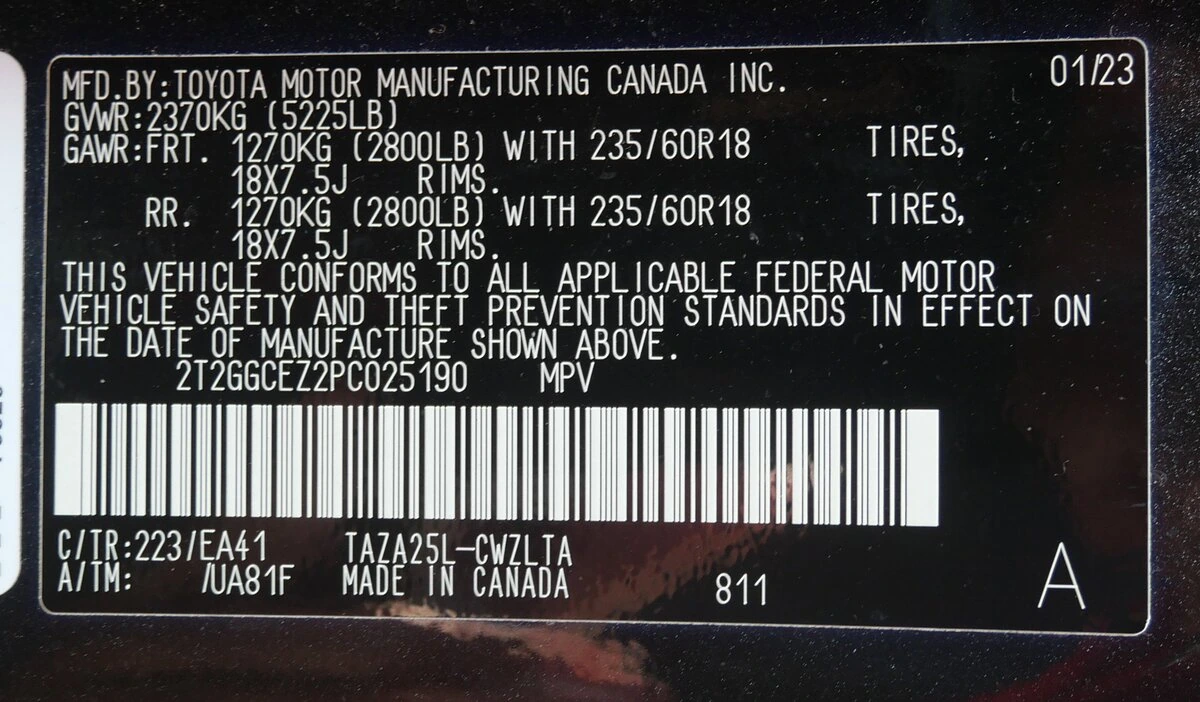 MFD.BY:TOYOTA MOTOR MANUFACTURING CANADA INC. 01/23
GVWR:2370KG (5225LB)
GAWR:FRT. 1270KG (2800LB) WITH 235/60R18 TIRES,
18X7.5J RIMS.
RR. 1270KG (2800LB) WITH 235/60R18 TIRES,
18X7.5J RIMS.
THIS VEHICLE CONFORMS TO ALL APPLICABLE FEDERAL MOTOR
VEHICLE SAFETY AND THEFT PREVENTION STANDARDS IN EFFECT ON
THE DATE OF MANUFACTURE SHOWN ABOVE.
2T2GGCEZ2PC025190 MPV
C/TR:223/EA41 TAZA25L-CWZLTA
A/TM: /UA81F MADE IN CANADA 811 A